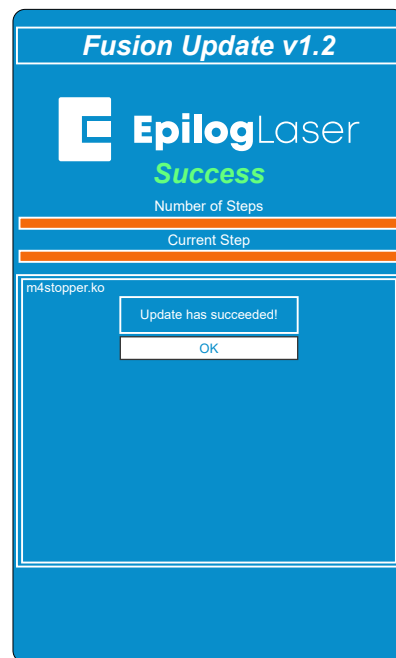 Fusion Update v1.2
EpilogLaser
Success
Number of Steps
Current Step
m4stopper.ko
Update has succeeded!
OK